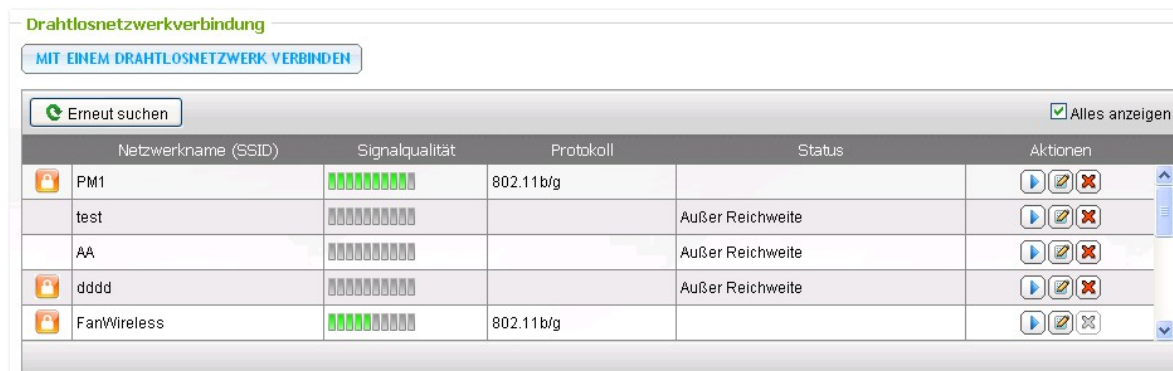 Drahtlosnetzwerkverbindung
MIT EINEM DRAHTLOSNETZWERK VERBINDEN
Erneut suchen Alles anzeigen
Netzwerkname (SSID) Signalqualität Protokoll Status Aktionen
PM1 802.11b/g
test Außer Reichweite
AA Außer Reichweite
dddd Außer Reichweite
FanWireless 802.11b/g